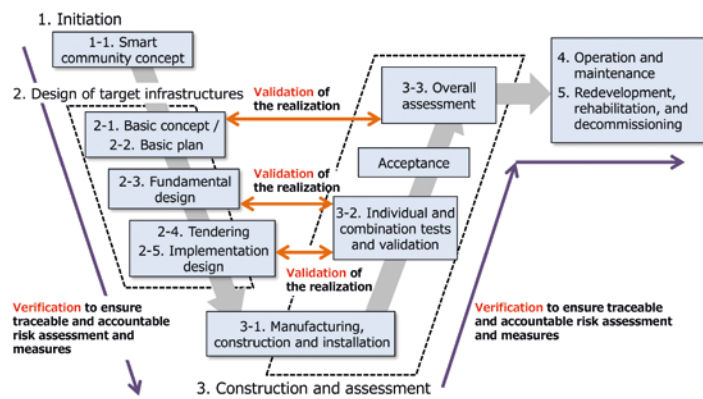 1. Initiation
1-1. Smart
community concept
2. Design of target infrastructures
2-1. Basic concept /
2-2. Basic plan
2-3. Fundamental
design
2-4. Tendering
2-5. Implementation
design
Verification to ensure
traceable and accountable
risk assessment and
measures
Validation of
the realization
Validation of
the realization
Validation of
the realization
3-1. Manufacturing,
construction and installation
3. Construction and assessment
3-2. Individual and
combination tests
and validation
Acceptance
3-3. Overall
assessment
4. Operation and
maintenance
5. Redevelopment,
rehabilitation, and
decommissioning
Verification to ensure traceable
and accountable risk assessment
and measures